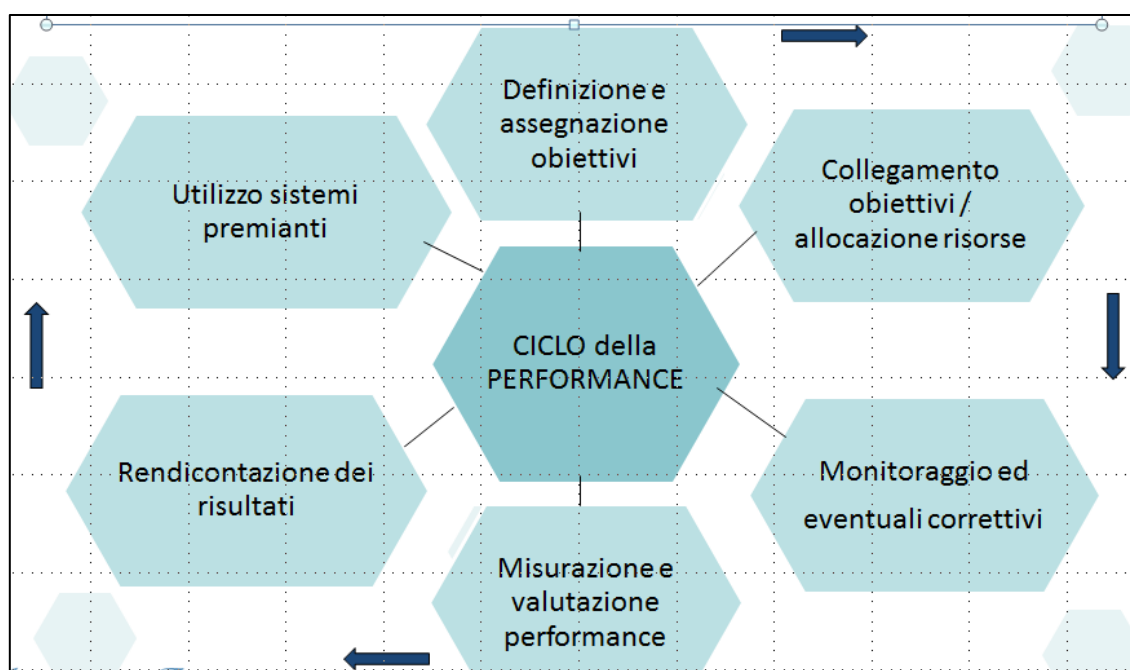 Definizione e
assegnazione
obiettivi
Collegamento
obiettivi /
allocazione risorse
Monitoraggio ed
eventuali correttivi
Misurazione e
valutazione
performance
Rendicontazione dei
risultati
Utilizzo sistemi
premianti
CICLO della
PERFORMANCE